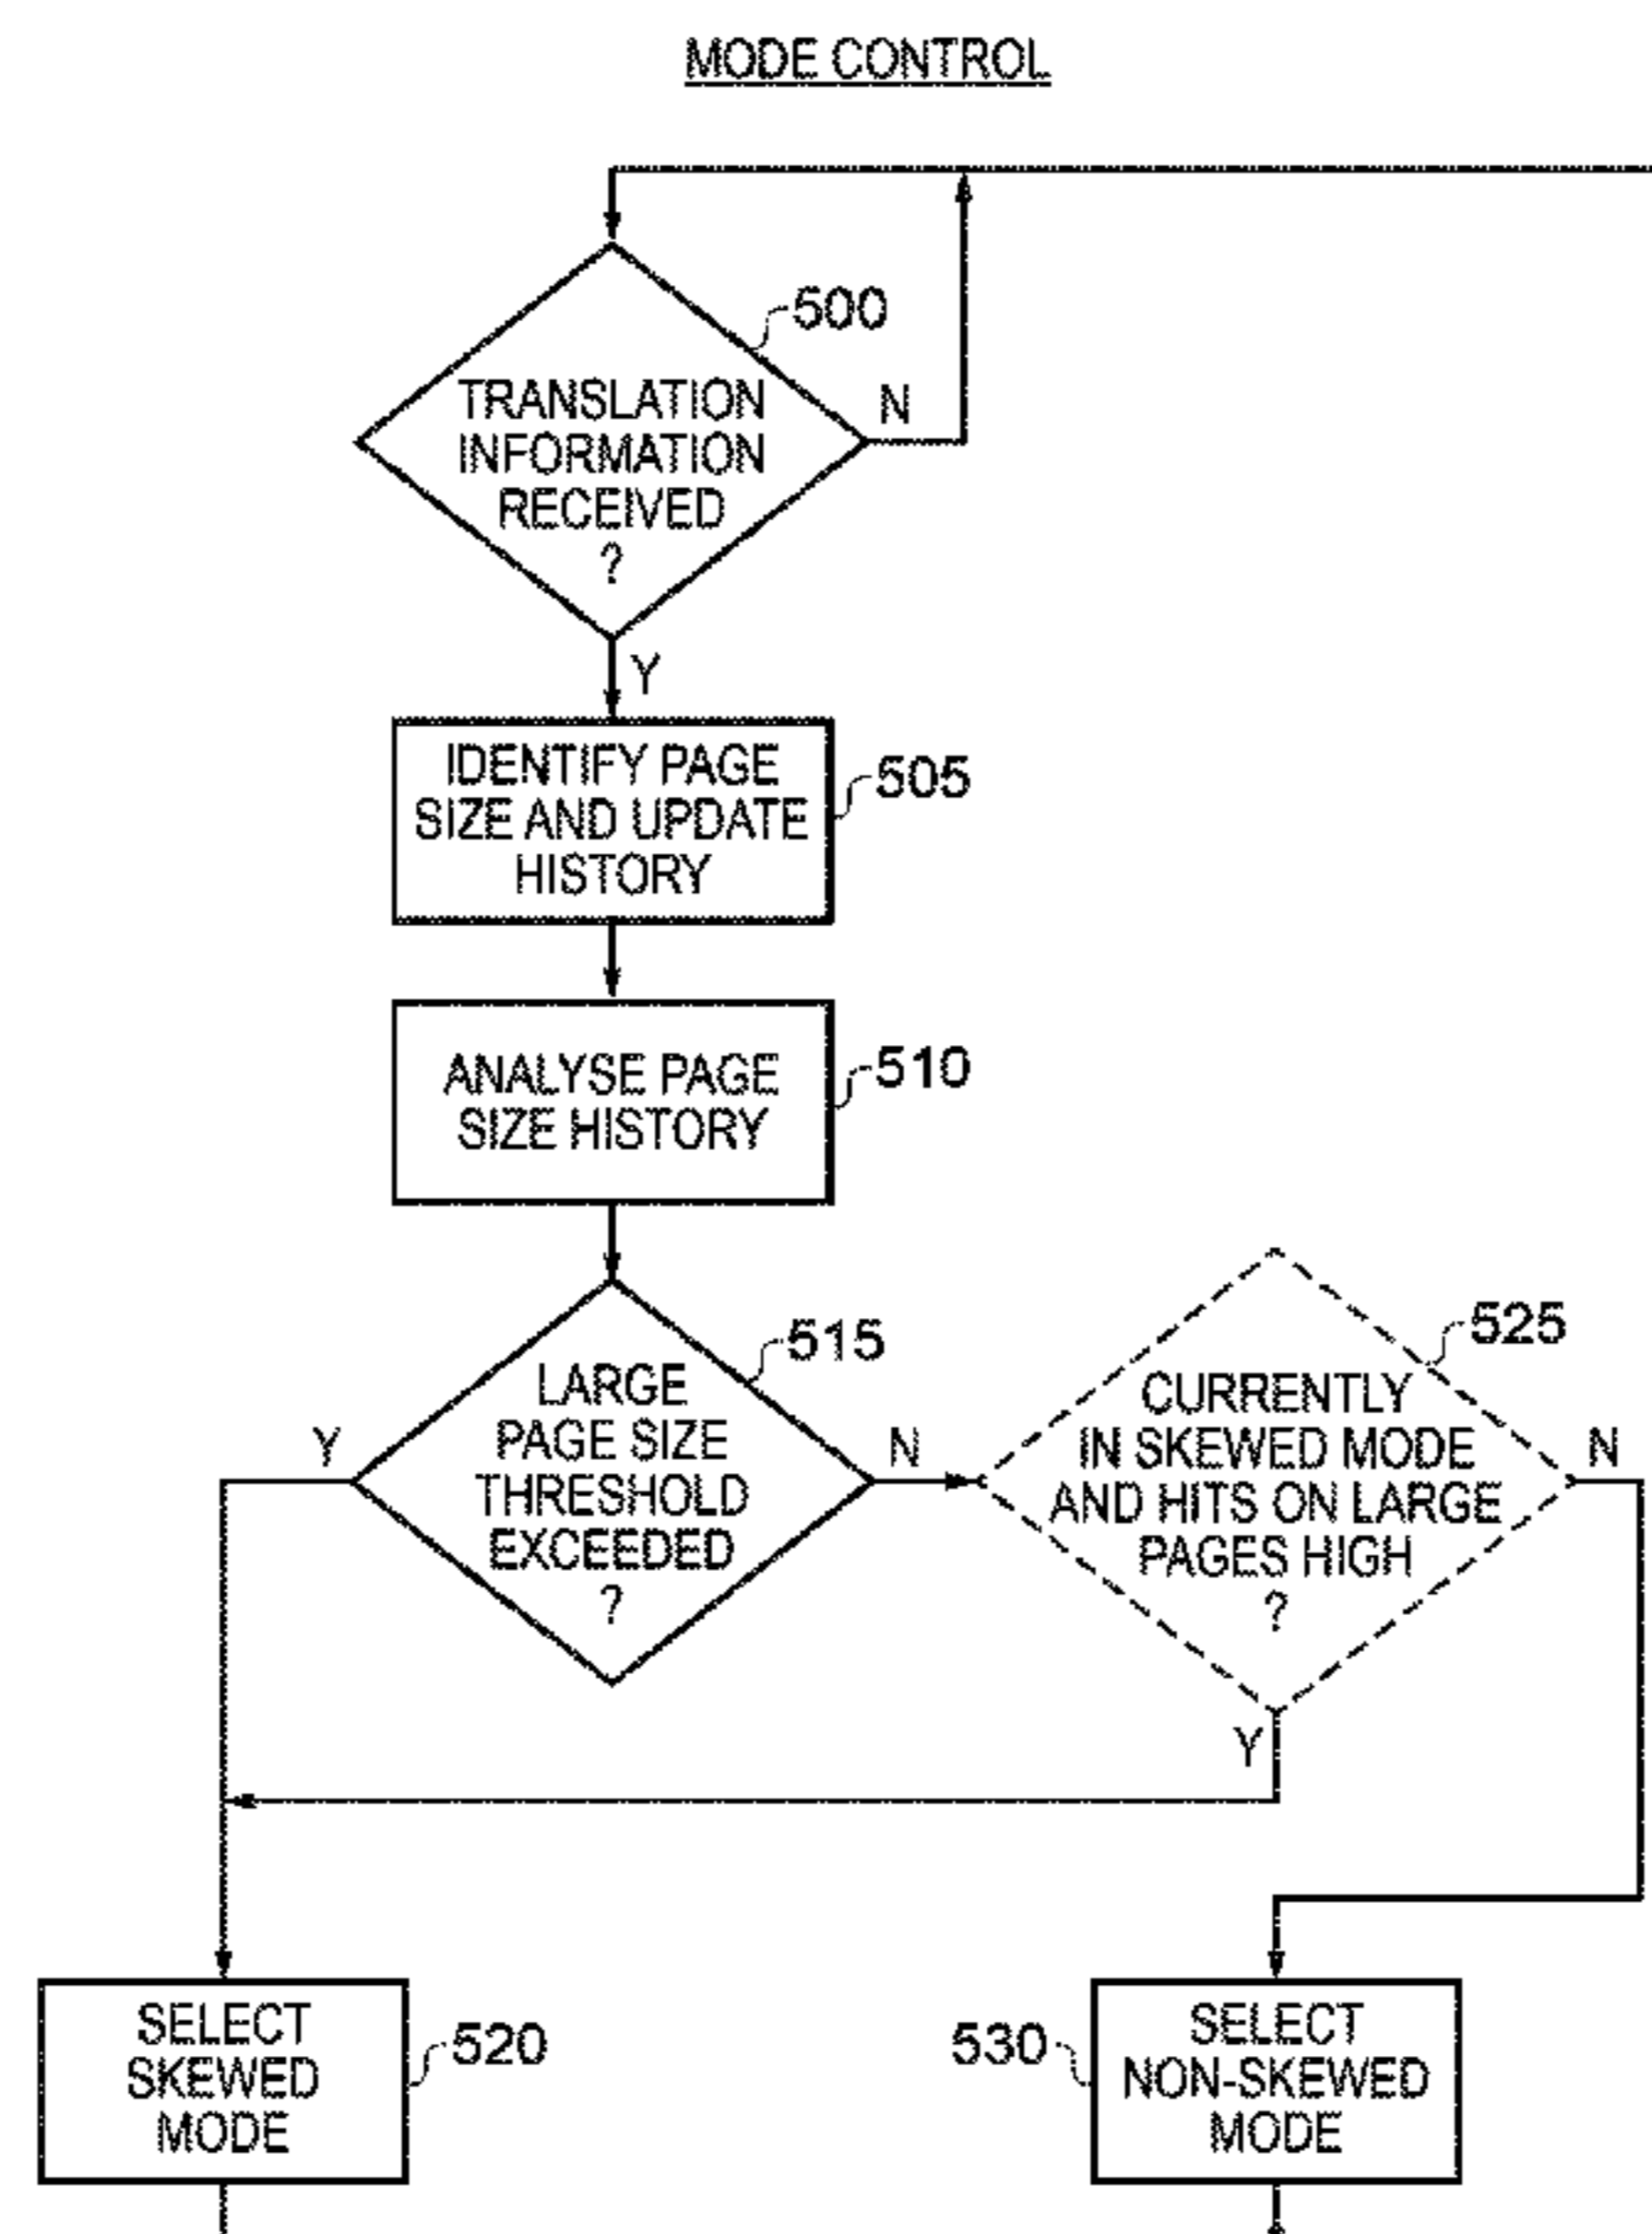 MODE CONTROL
500
TRANSLATION
INFORMATION
RECEIVED
?
N
Y
IDENTIFY PAGE
SIZE AND UPDATE
HISTORY
505
ANALYSE PAGE
SIZE HISTORY
510
515
LARGE
PAGE SIZE
THRESHOLD
EXCEEDED
?
Y
N
525
CURRENTLY
IN SKEWED MODE
AND HITS ON LARGE
PAGES HIGH
?
N
Y
SELECT
SKEWED
MODE
520
530
SELECT
NON-SKEWED
MODE